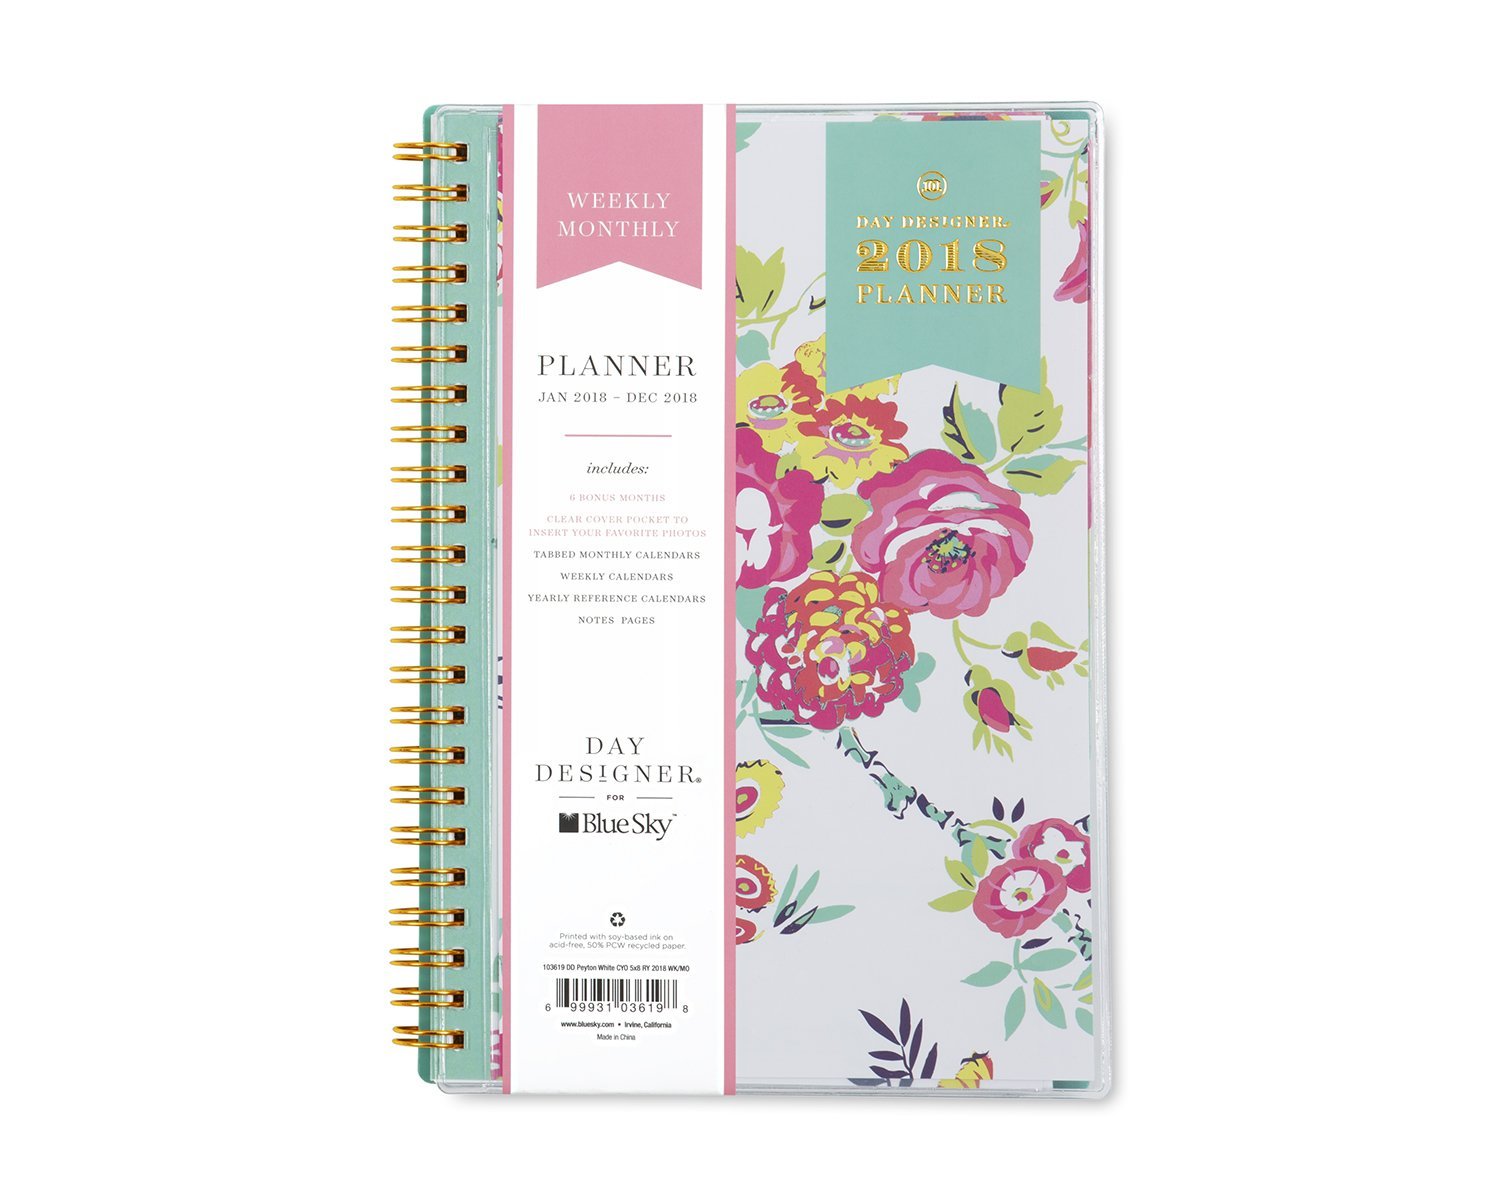 WEEKLY
MONTHLY
PLANNER
JAN 2018 – DEC 2018
includes:
6 BONUS MONTHS
CLEAR COVER POCKET TO
INSERT YOUR FAVORITE PHOTOS
TABBED MONTHLY CALENDARS
WEEKLY CALENDARS
YEARLY REFERENCE CALENDARS
NOTES PAGES
DAY
DESIGNER®
FOR
BlueSky™
Printed with soy-based ink on
acid-free, 50% PCW recycled paper.
103619 DD Peyton White CYO 5x8 RY 2018 WK/MO
6 99931 03619 8
www.bluesky.com • Irvine, California
Made in China
DAY DESIGNER®
2018
PLANNER